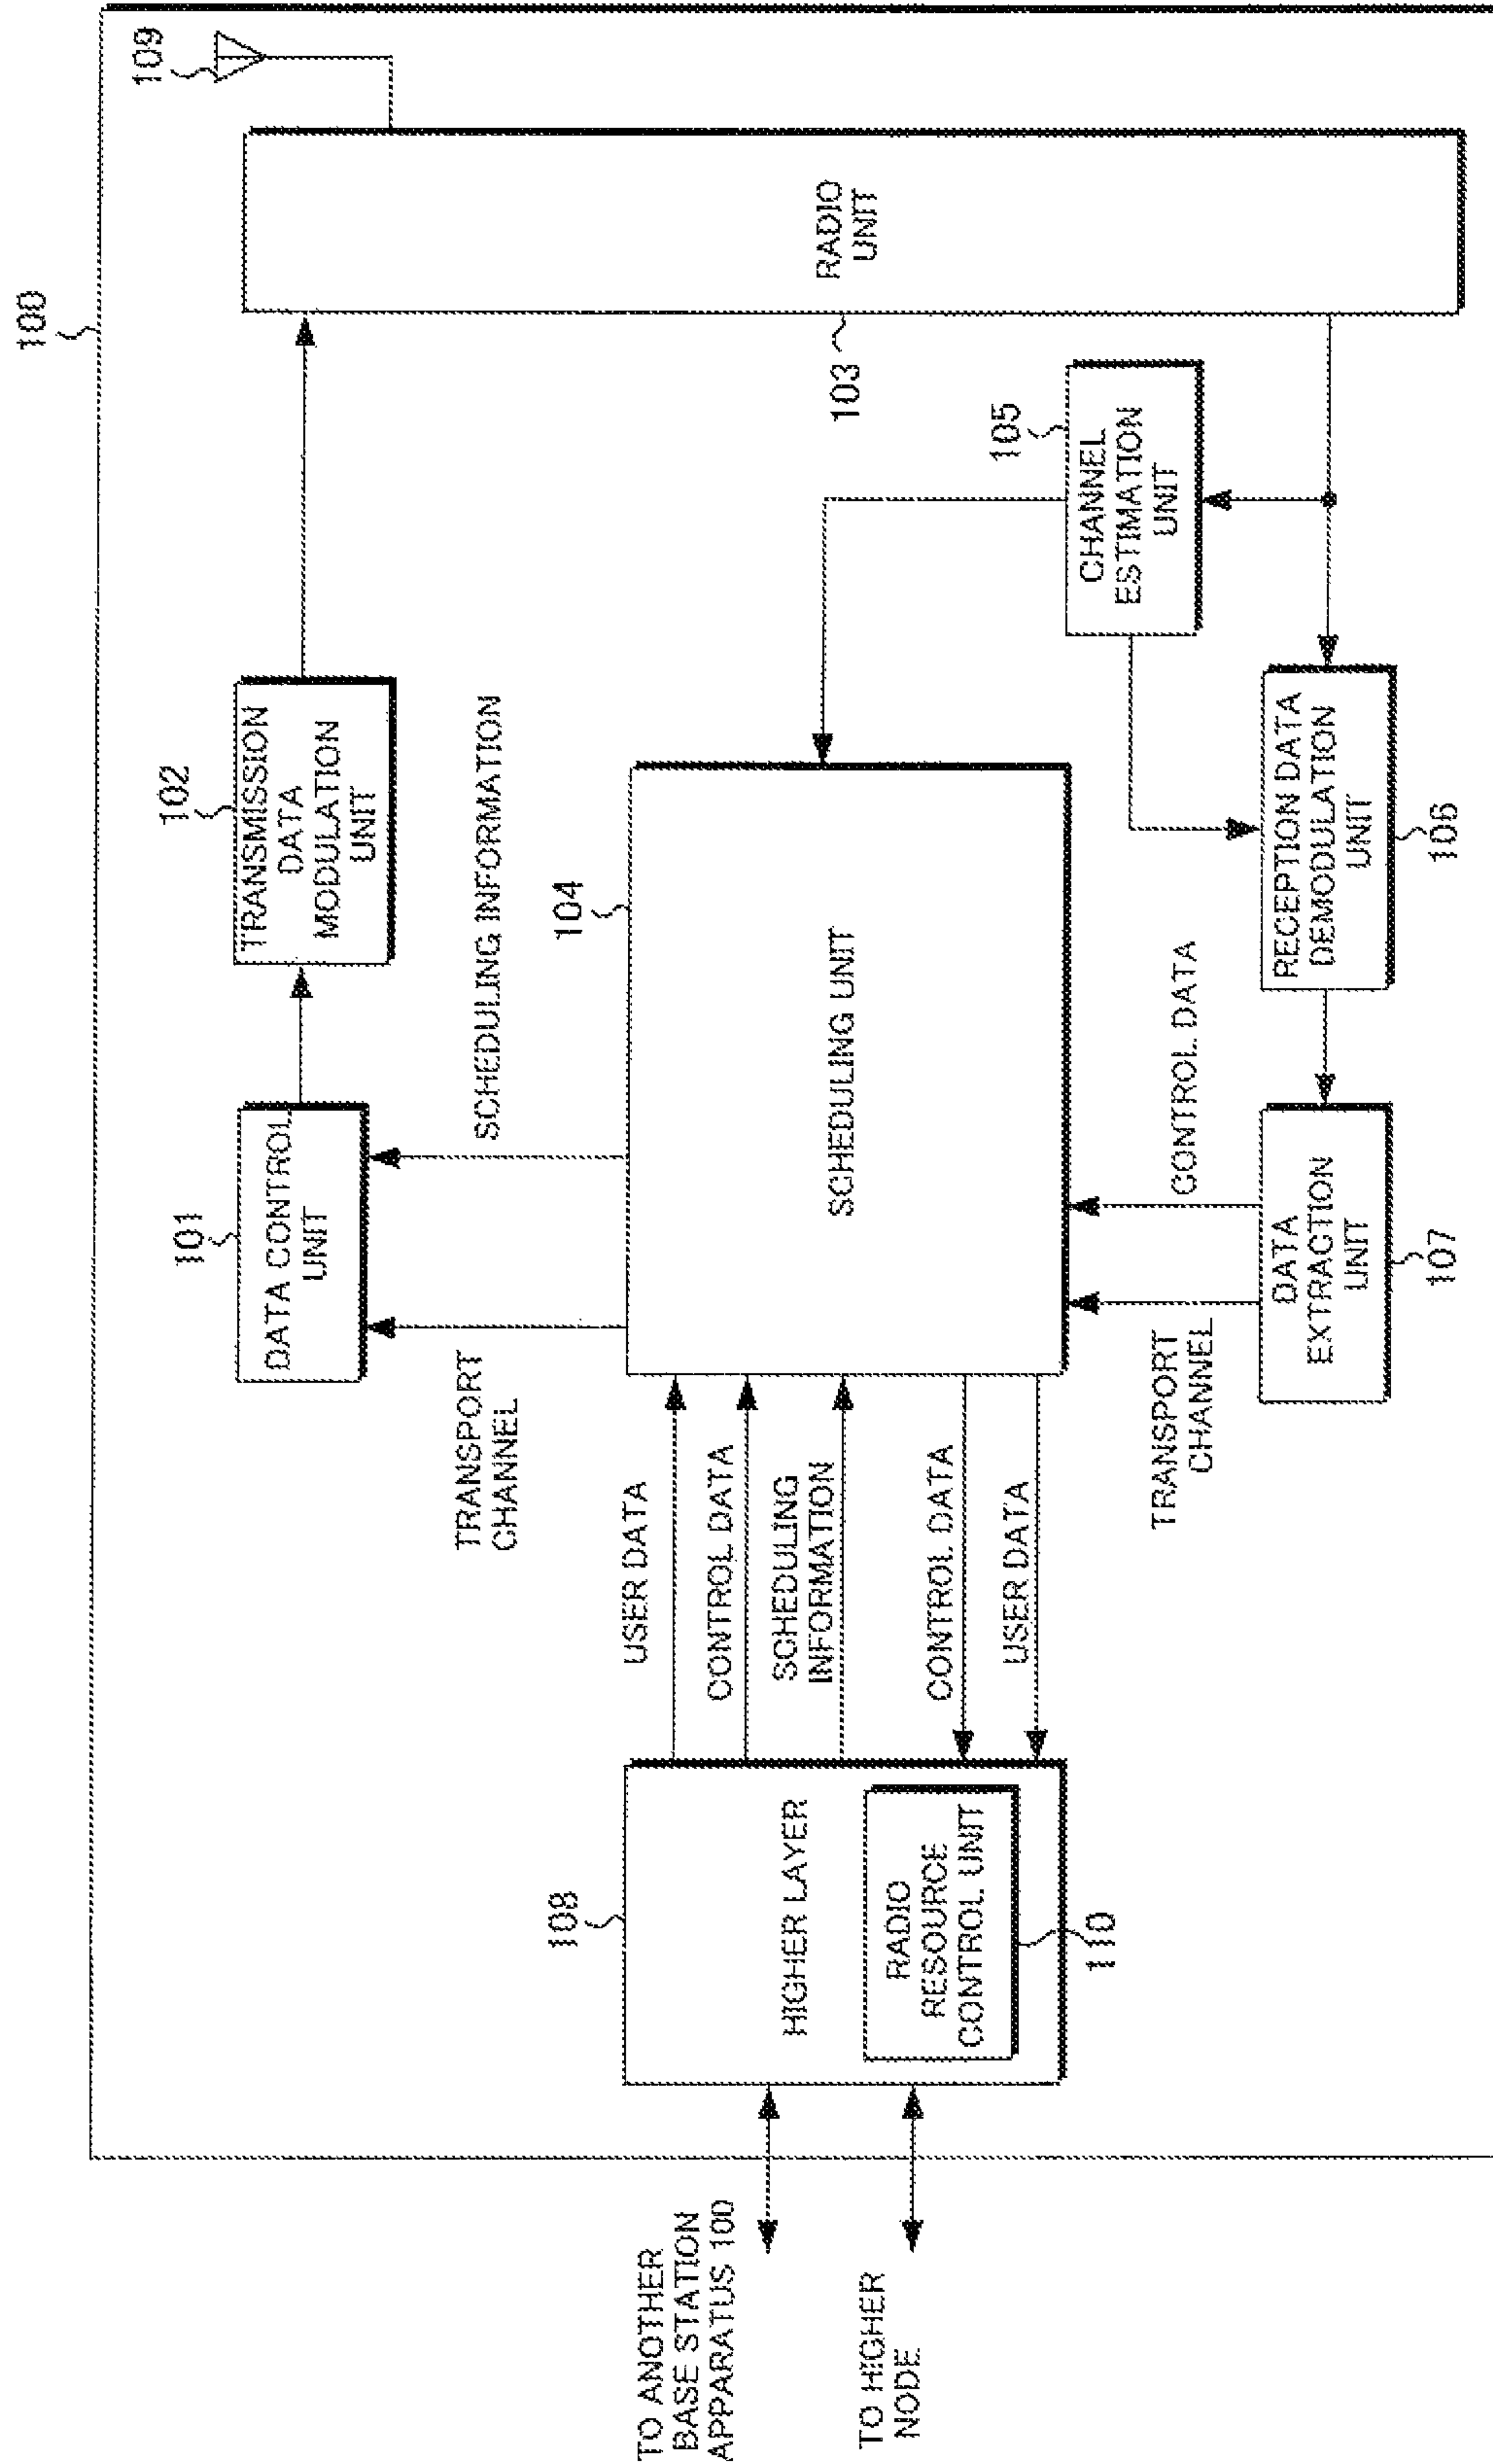 100
109
101
DATA CONTROL
UNIT
102
TRANSMISSION
DATA
MODULATION
UNIT
RADIO
UNIT
103
TRANSPORT
CHANNEL
SCHEDULING INFORMATION
108
HIGHER LAYER
RADIO
RESOURCE
CONTROL UNIT
110
USER DATA
CONTROL DATA
SCHEDULING
INFORMATION
CONTROL DATA
USER DATA
104
SCHEDULING UNIT
105
CHANNEL
ESTIMATION
UNIT
TO ANOTHER
BASE STATION
APPARATUS 100
TO HIGHER
NODE
TRANSPORT
CHANNEL
CONTROL DATA
DATA
EXTRACTION
UNIT
107
RECEPTION DATA
DEMODULATION
UNIT
106